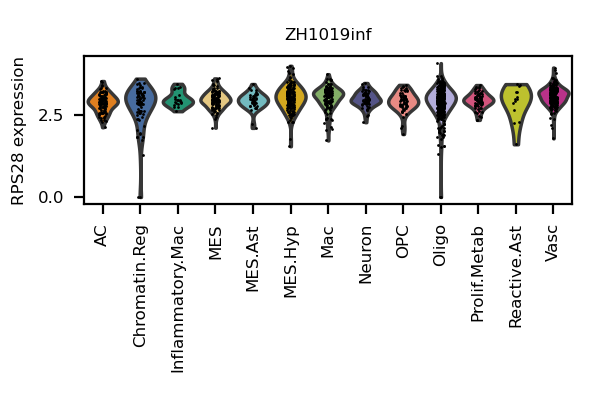 ZH1019inf
RPS28 expression
2.5
0.0
AC
Chromatin.Reg
Inflammatory.Mac
MES
MES.Ast
MES.Hyp
Mac
Neuron
OPC
Oligo
Prolif.Metab
Reactive.Ast
Vasc